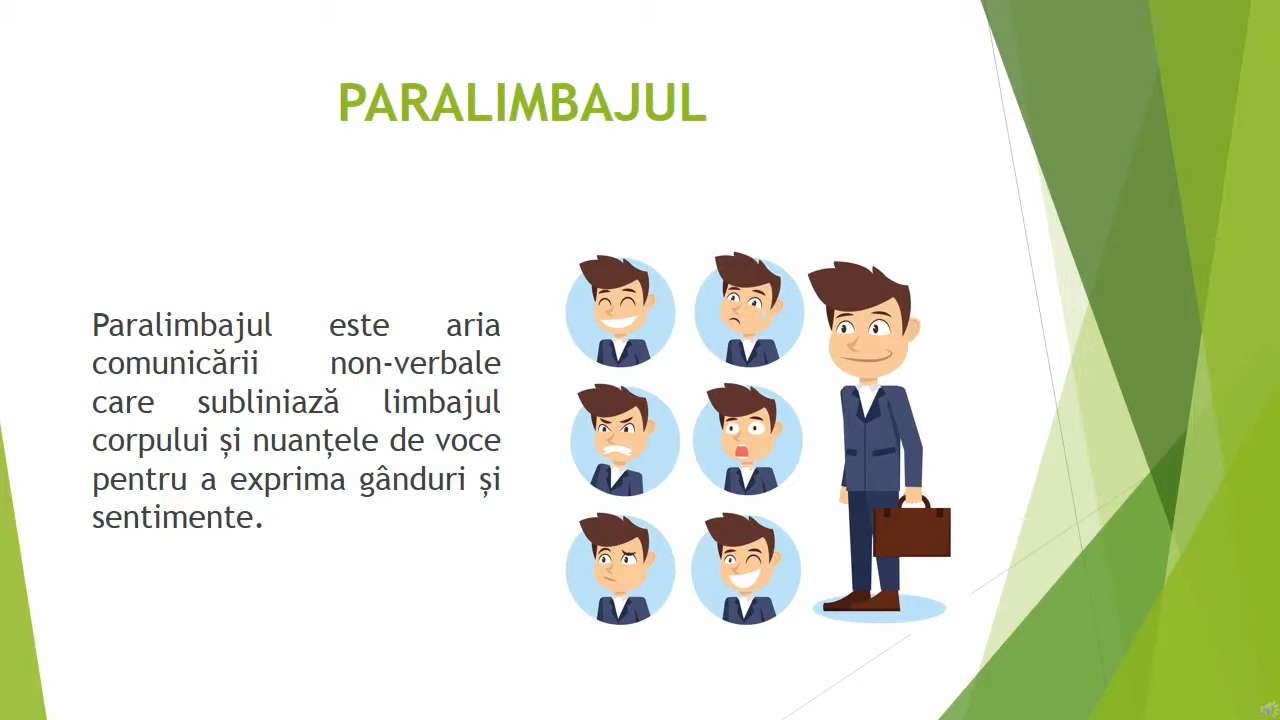 PARALIMBAJUL
Paralimbajul este aria
comunicării non-verbale
care subliniază limbajul
corpului și nuanțele de voce
pentru a exprima gânduri și
sentimente.